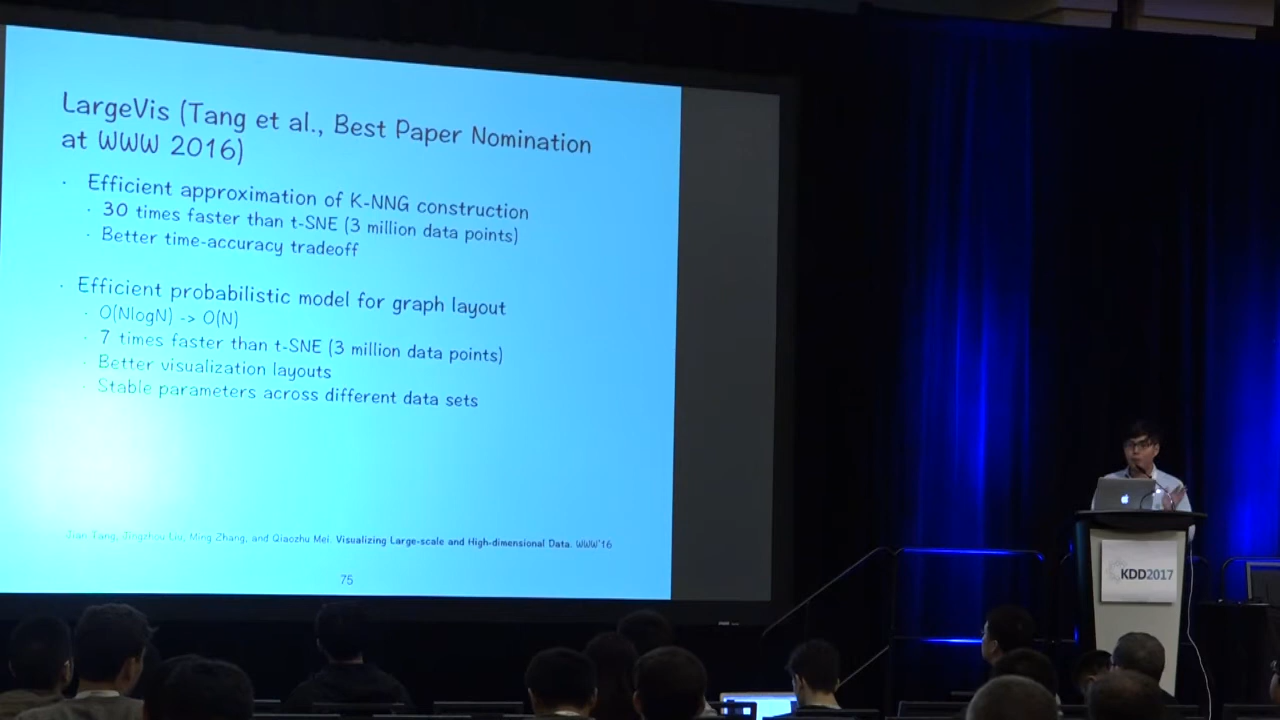 LargeVis (Tang et al., Best Paper Nomination
at WWW 2016)
· Efficient approximation of K-NNG construction
· 30 times faster than t-SNE (3 million data points)
· Better time-accuracy tradeoff
· Efficient probabilistic model for graph layout
· O(NlogN) -> O(N)
· 7 times faster than t-SNE (3 million data points)
· Better visualization layouts
· Stable parameters across different data sets
Jian Tang, Jingzhou Liu, Ming Zhang, and Qiaozhu Mei. Visualizing Large-scale and High-dimensional Data. WWW'16
75
KDD2017